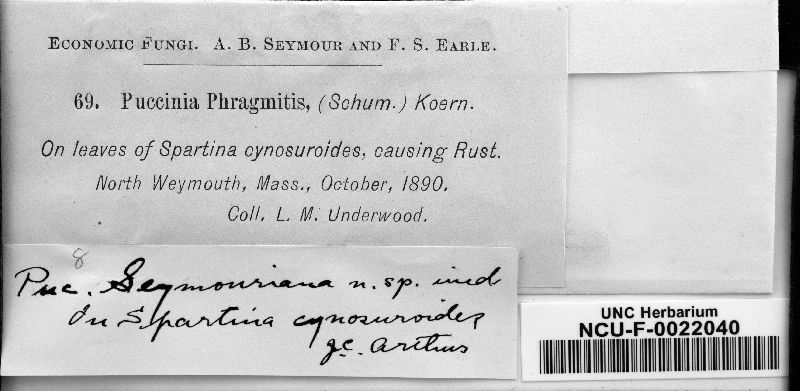 ECONOMIC FUNGI. A. B. SEYMOUR AND F. S. EARLE.
69. Puccinia Phragmitis, (Schum.) Koern.
On leaves of Spartina cynosuroides, causing Rust.
North Weymouth, Mass., October, 1890.
Coll. L. M. Underwood.
8
Puc. Seymouriana n. sp. ined
On Spartina cynosuroides
J.C. Arthur
UNC Herbarium
NCU-F-0022040